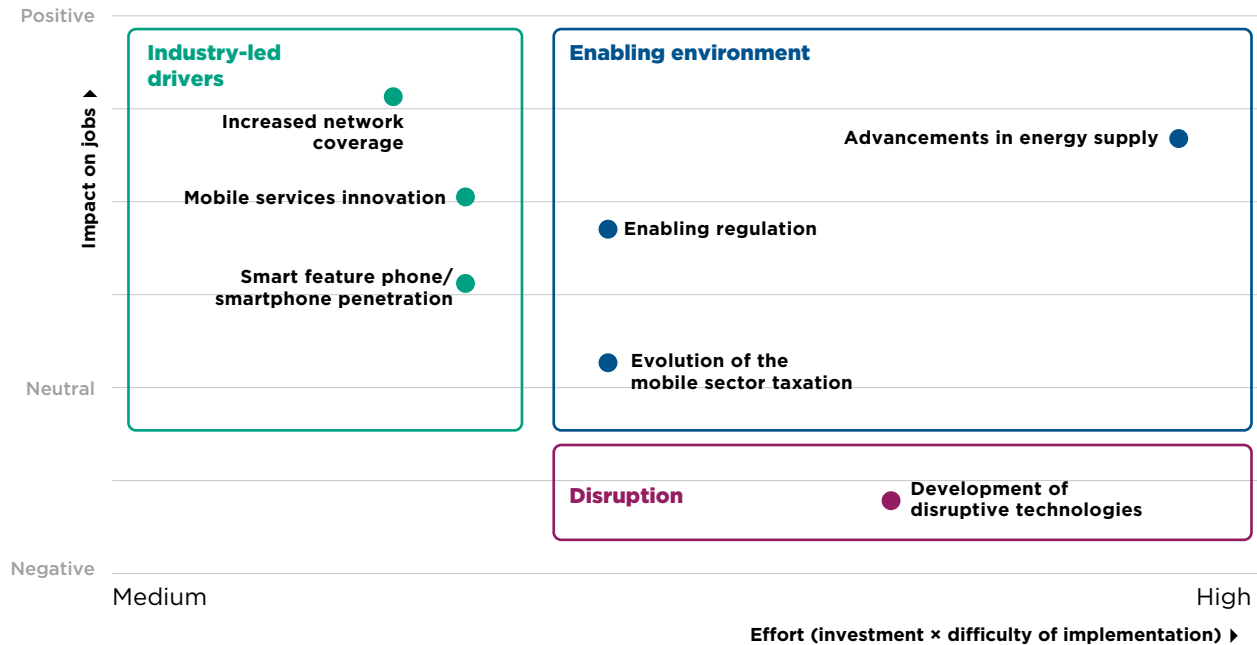 Positive
Industry-led
drivers
Enabling environment
Impact on jobs
Increased network
coverage
Advancements in energy supply
Mobile services innovation
Enabling regulation
Smart feature phone/
smartphone penetration
Evolution of the
mobile sector taxation
Neutral
Disruption
Development of
disruptive technologies
Negative
Medium
High
Effort (investment × difficulty of implementation)